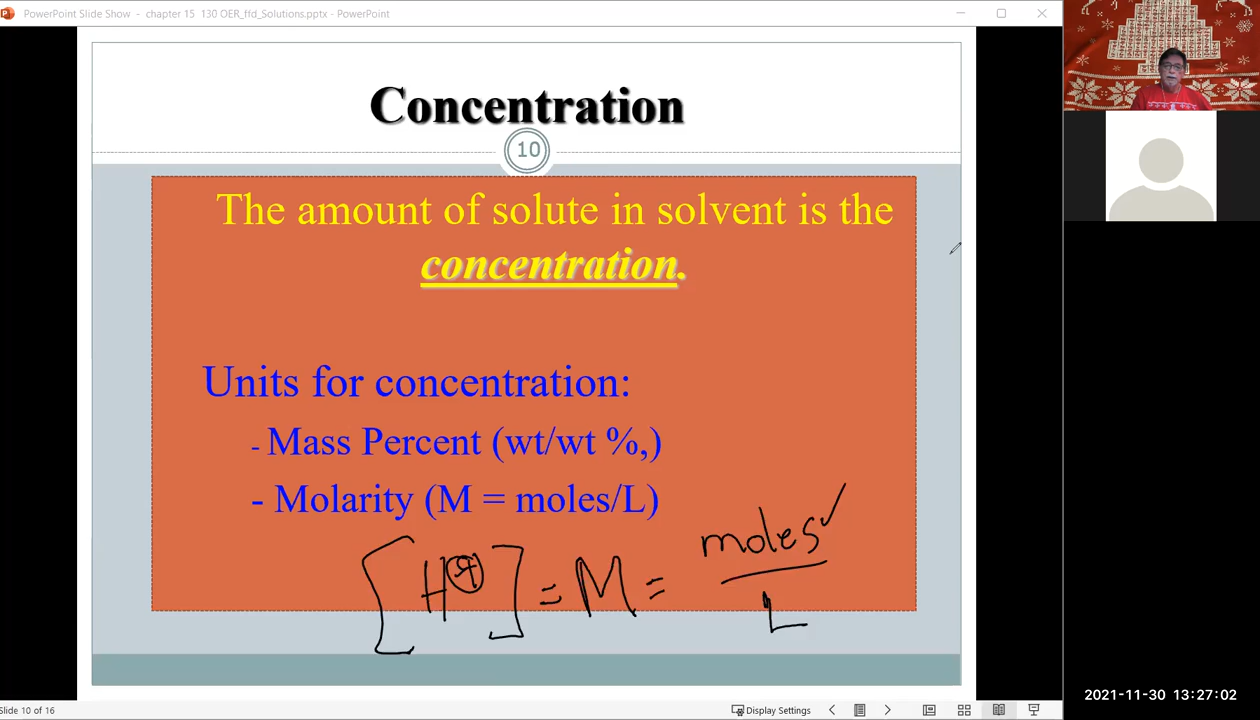 PowerPoint Slide Show - chapter 15 130 OER_ffd_Solutions.pptx - PowerPoint
Concentration
10
The amount of solute in solvent is the
concentration.
Units for concentration:
- Mass Percent (wt/wt %,)
- Molarity (M = moles/L)
[H+] = M = moles
L
2021-11-30 13:27:02
Slide 10 of 16
Display Settings